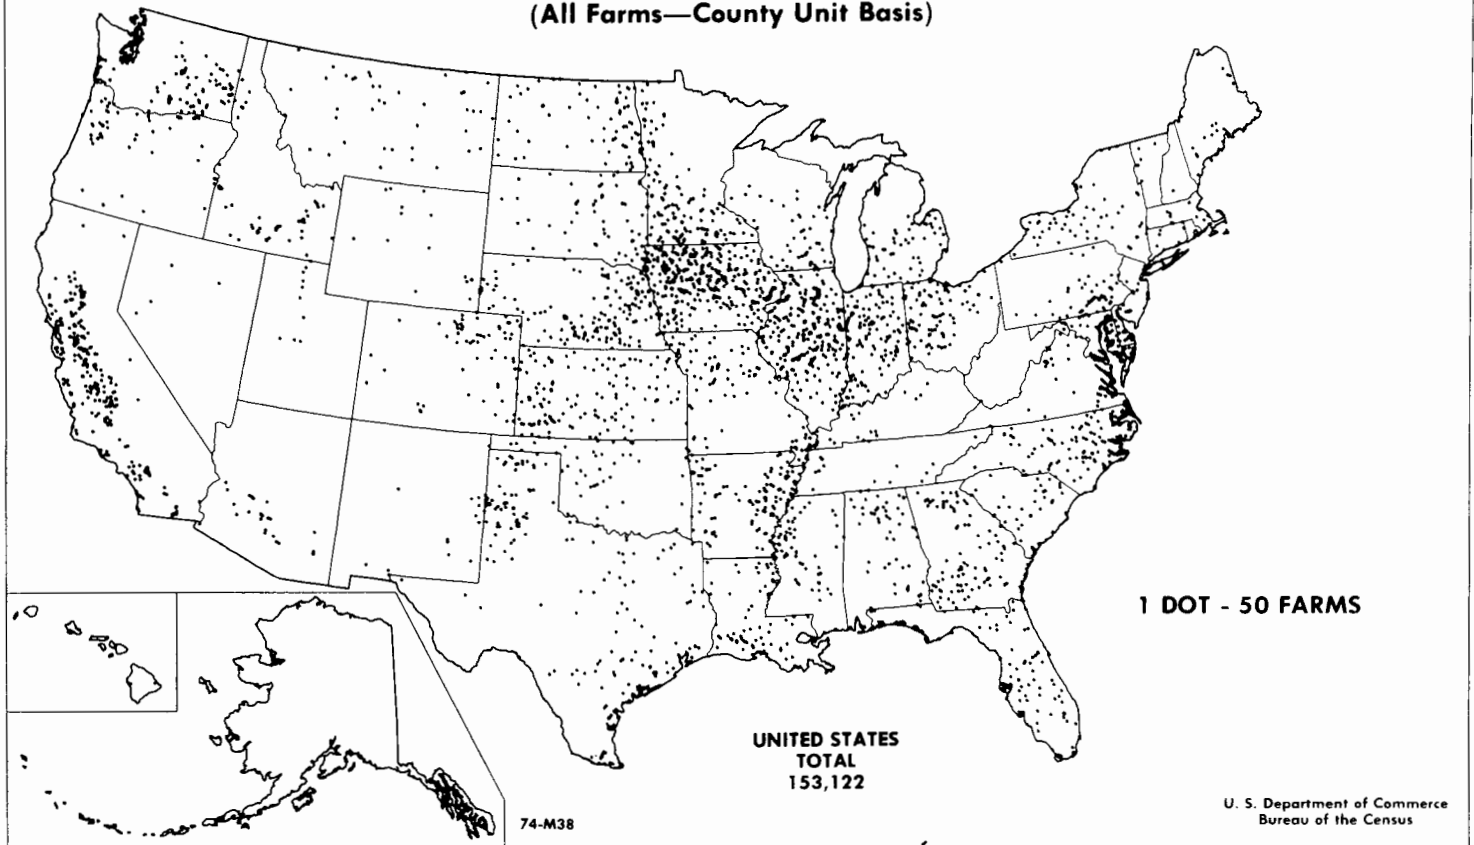 (All Farms—County Unit Basis)
1 DOT - 50 FARMS
UNITED STATES
TOTAL
153,122
74-M38
U. S. Department of Commerce
Bureau of the Census